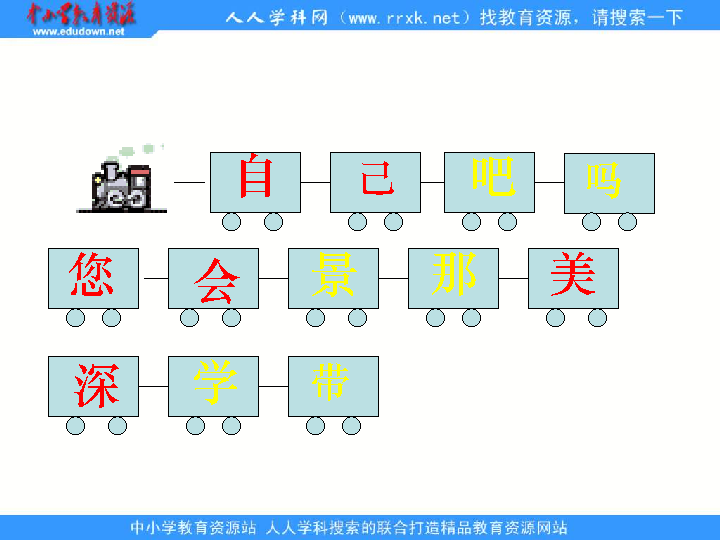 中小学教育资源
www.edudown.net
人人学科网（www.rrxk.net）找教育资源，请搜索一下
自 己 吧 吗
您 会 景 那 美
深 学 带
中小学教育资源站 人人学科搜索的联合打造精品教育资源网站